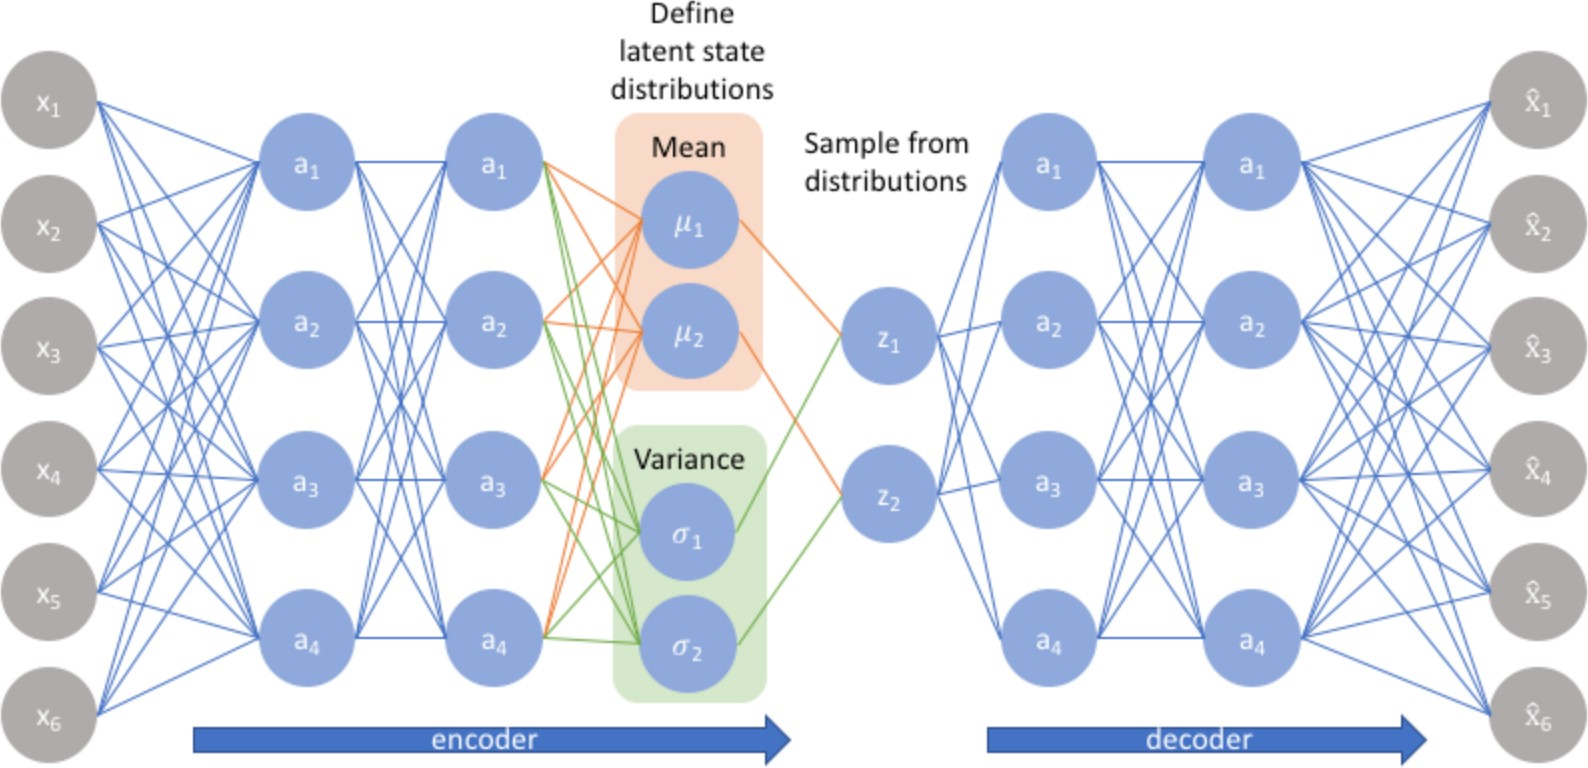 Define
latent state
distributions
Mean
Sample from
distributions
Variance
x₁
x₂
x₃
x₄
x₅
x₆
a₁
a₂
a₃
a₄
a₁
a₂
a₃
a₄
μ₁
μ₂
σ₁
σ₂
z₁
z₂
a₁
a₂
a₃
a₄
a₁
a₂
a₃
a₄
x̂₁
x̂₂
x̂₃
x̂₄
x̂₅
x̂₆
encoder
decoder